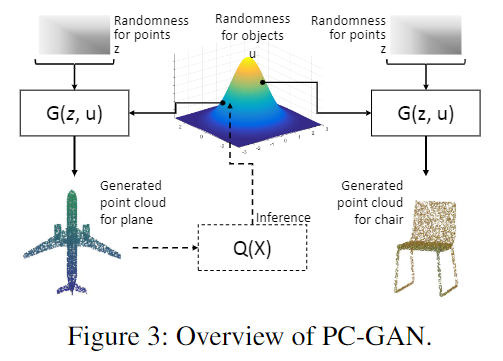 Randomness
for points
z
Randomness
for objects
u
Randomness
for points
z
G(z, u)
G(z, u)
Generated
point cloud
for plane
Inference
Q(X)
Generated
point cloud
for chair
Figure 3: Overview of PC-GAN.